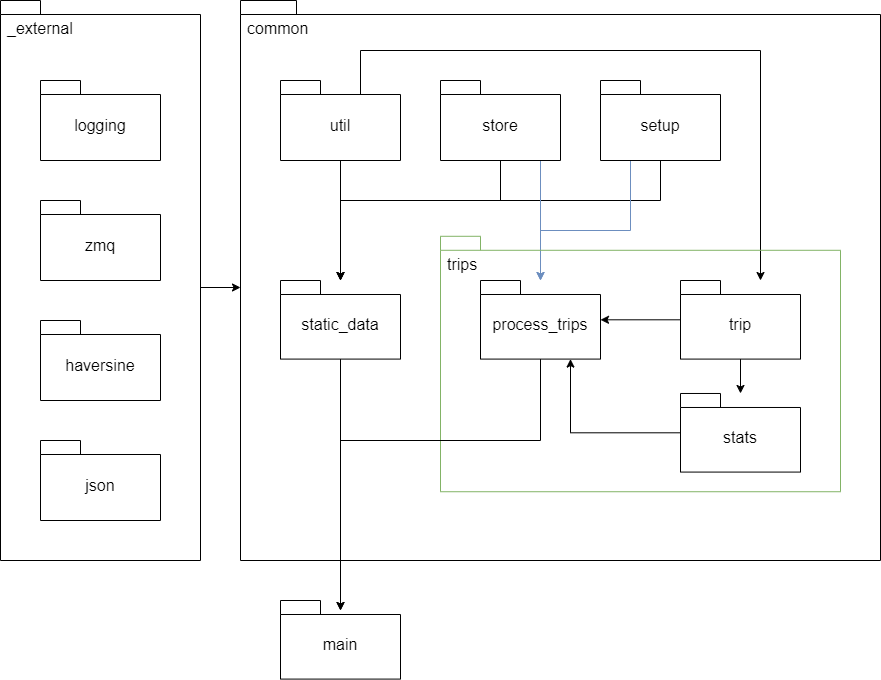 _external
common
logging
util
store
setup
zmq
trips
static_data
process_trips
trip
haversine
stats
json
main